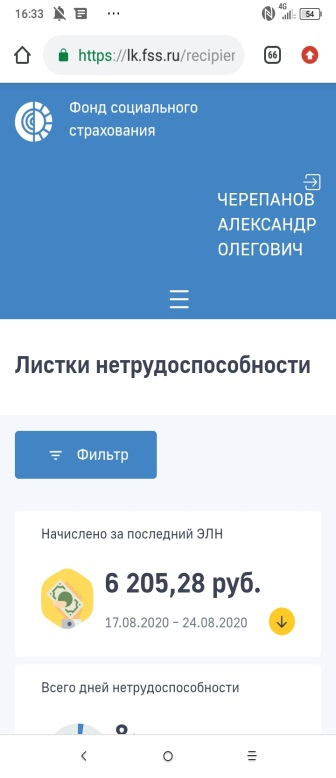 16:33 ... 4G 54
https://lk.fss.ru/recipier 66
Фонд социального
страхования
ЧЕРЕПАНОВ
АЛЕКСАНДР
ОЛЕГОВИЧ
Листки нетрудоспособности
Фильтр
Начислено за последний ЭЛН
6 205,28 руб.
17.08.2020 – 24.08.2020
Всего дней нетрудоспособности